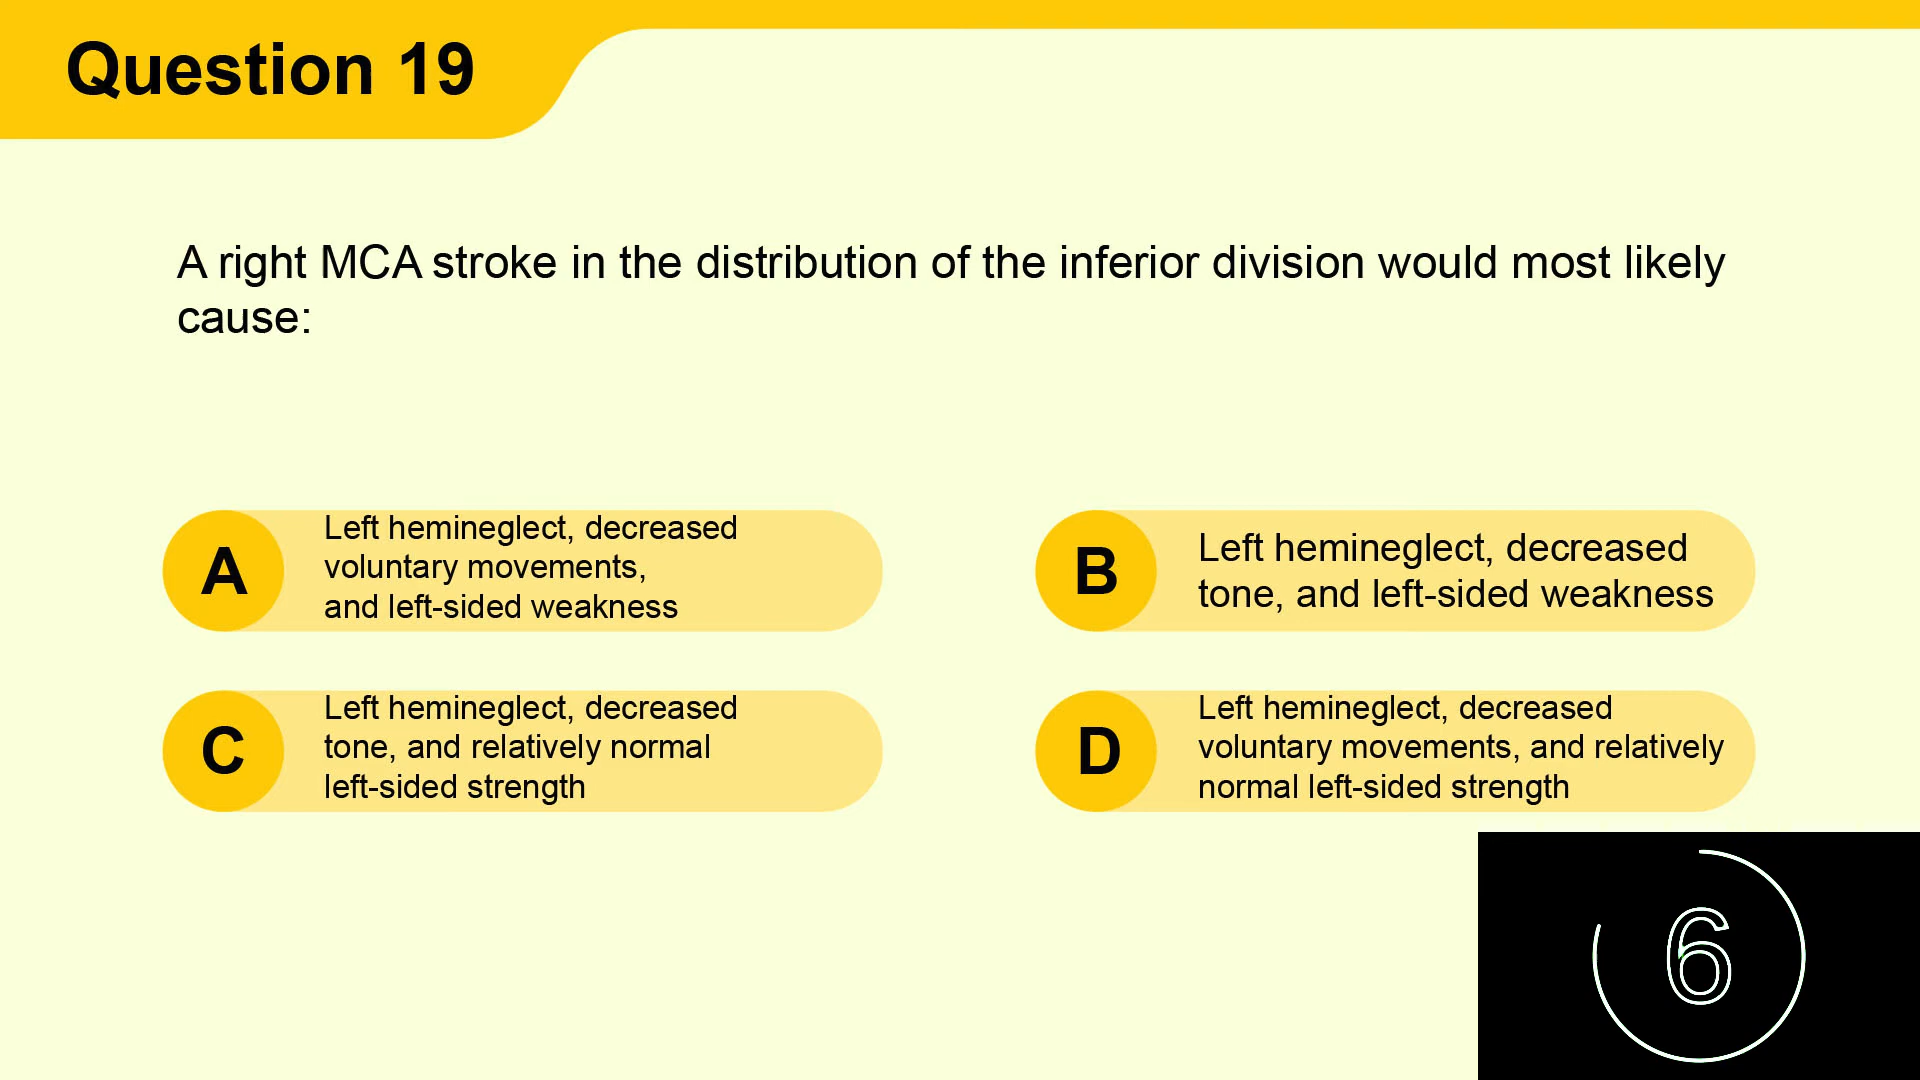 Question 19
A right MCA stroke in the distribution of the inferior division would most likely
cause:
A
Left hemineglect, decreased
voluntary movements,
and left-sided weakness
B
Left hemineglect, decreased
tone, and left-sided weakness
C
Left hemineglect, decreased
tone, and relatively normal
left-sided strength
D
Left hemineglect, decreased
voluntary movements, and relatively
normal left-sided strength
6